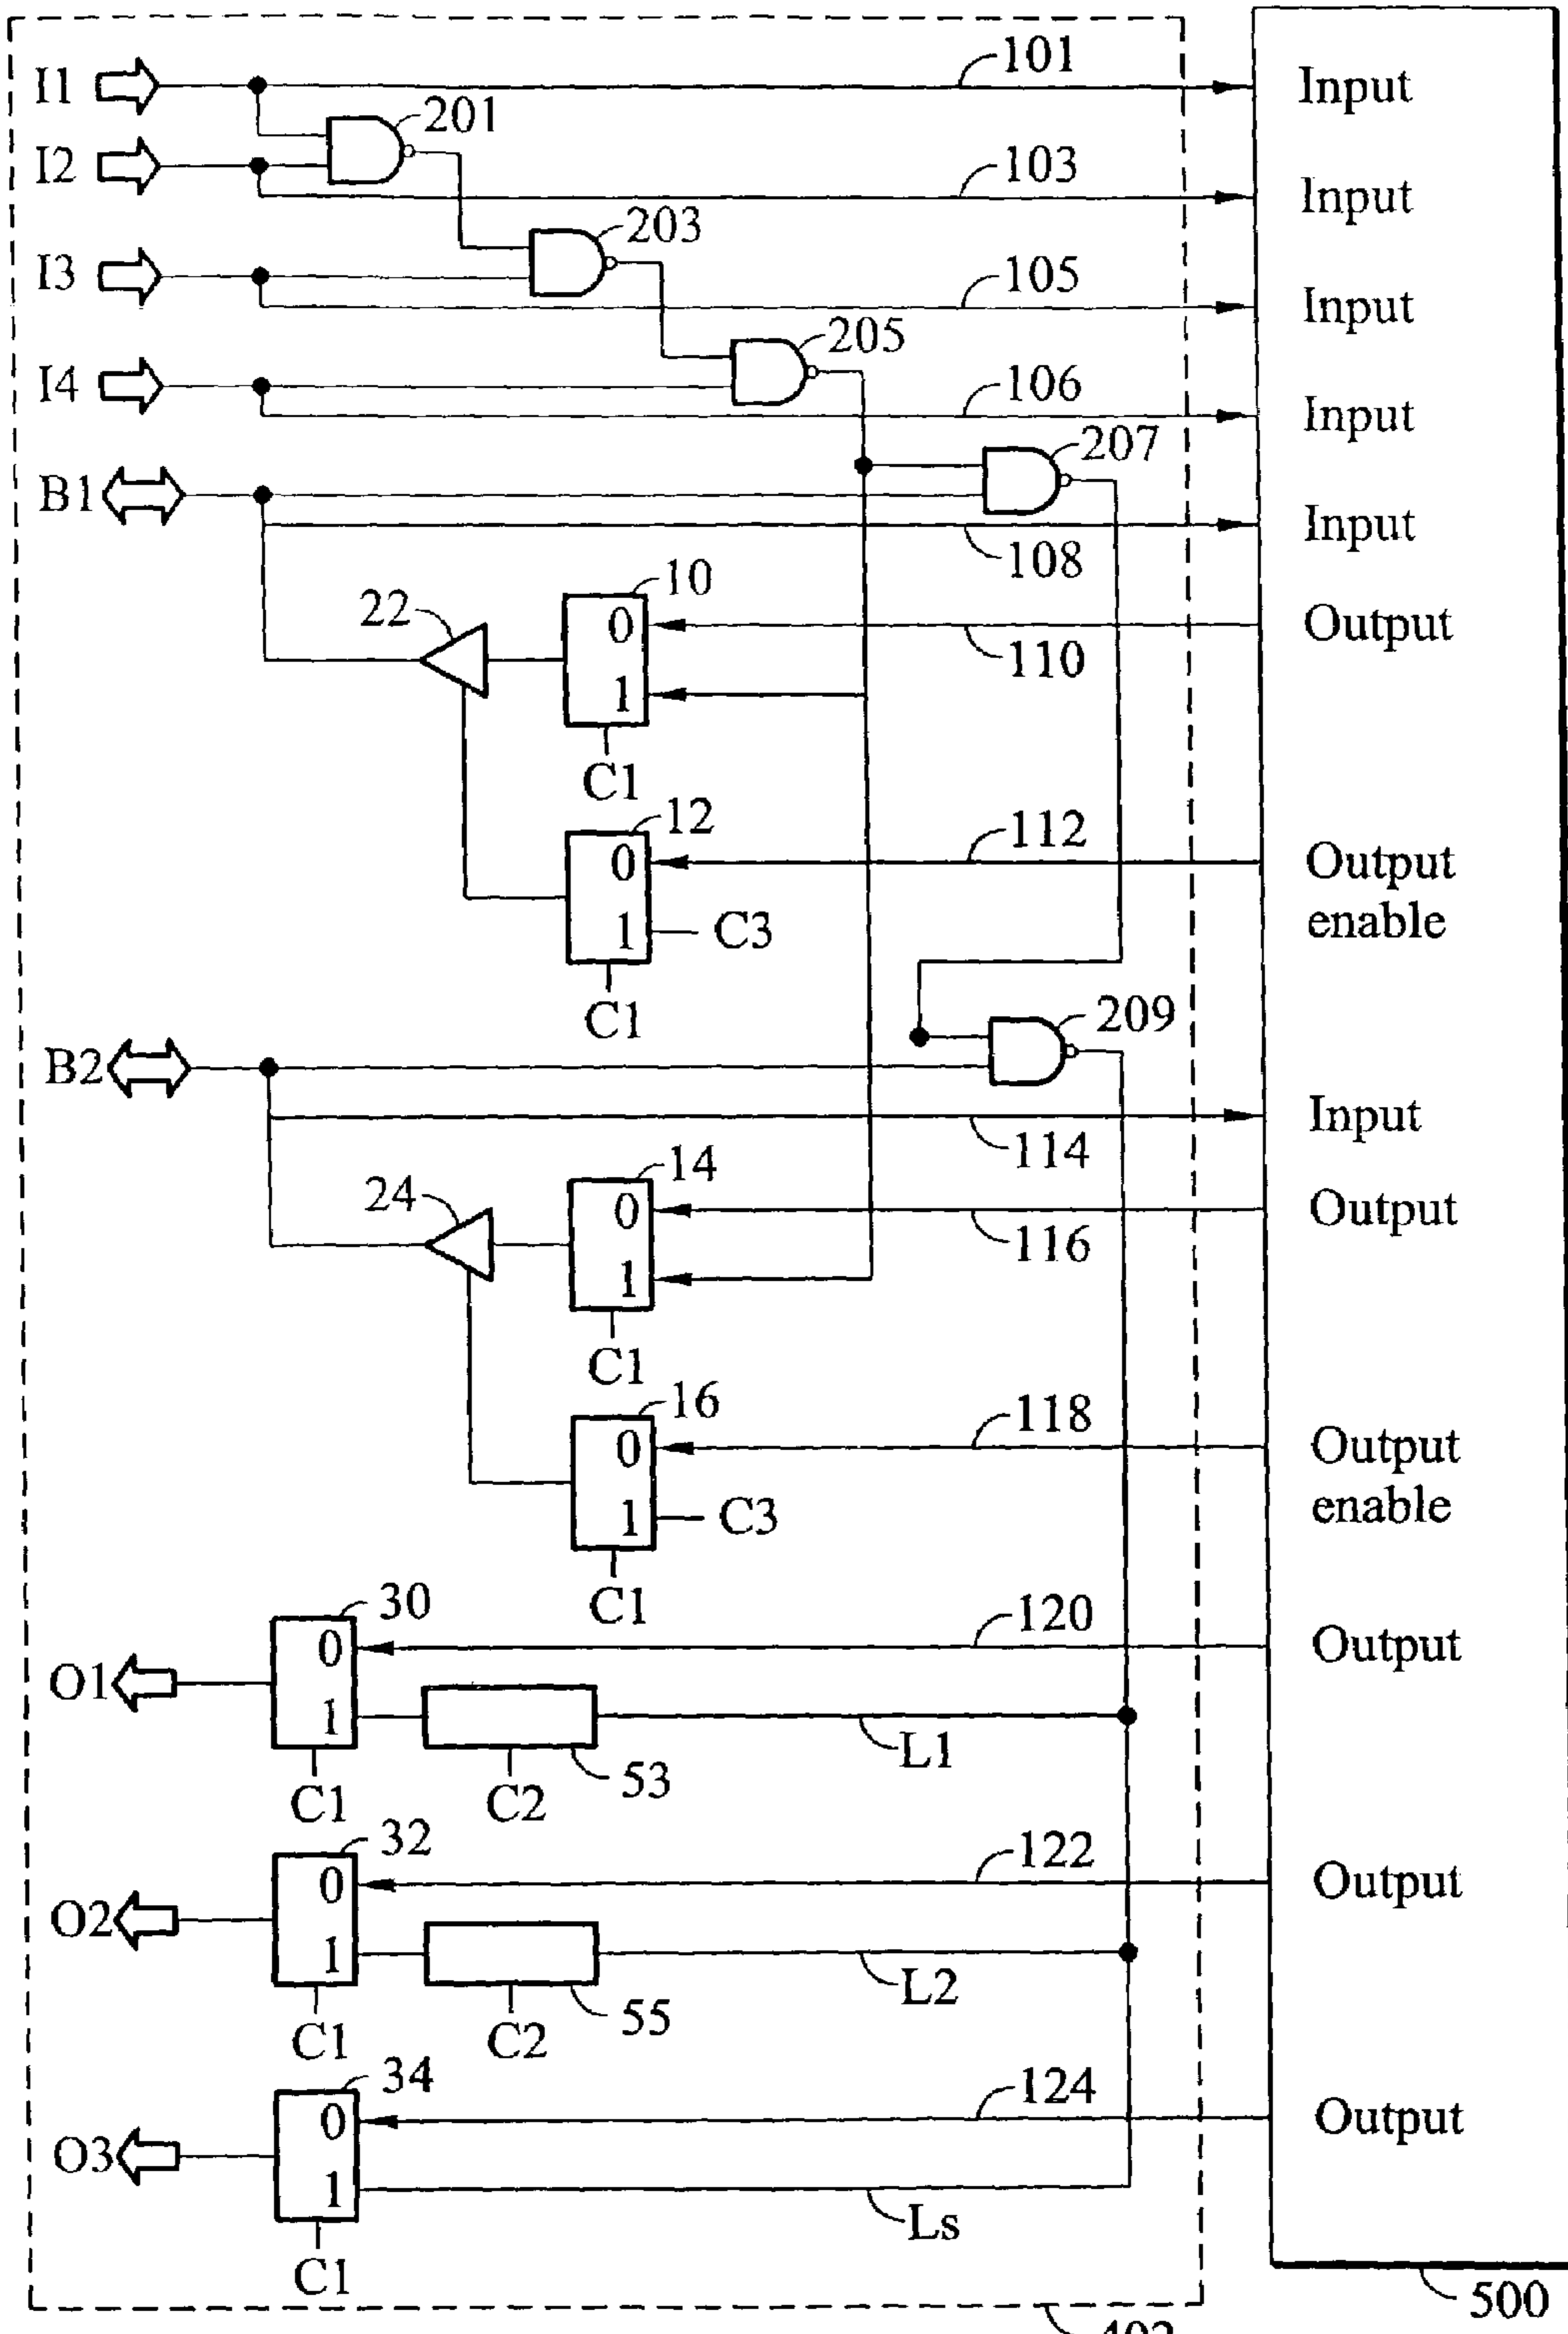 I1
101
Input
201
I2
103
Input
203
I3
105
Input
205
I4
106
Input
207
B1
108
Input
10
22
0
110
Output
1
C1
12
0
112
Output
enable
1
C3
C1
209
B2
114
Input
14
24
0
116
Output
1
C1
16
0
118
Output
enable
1
C3
C1
30
0
120
Output
O1
1
L1
C1
C2
53
32
0
122
Output
O2
1
L2
C1
C2
55
34
0
124
Output
O3
1
Ls
C1
500